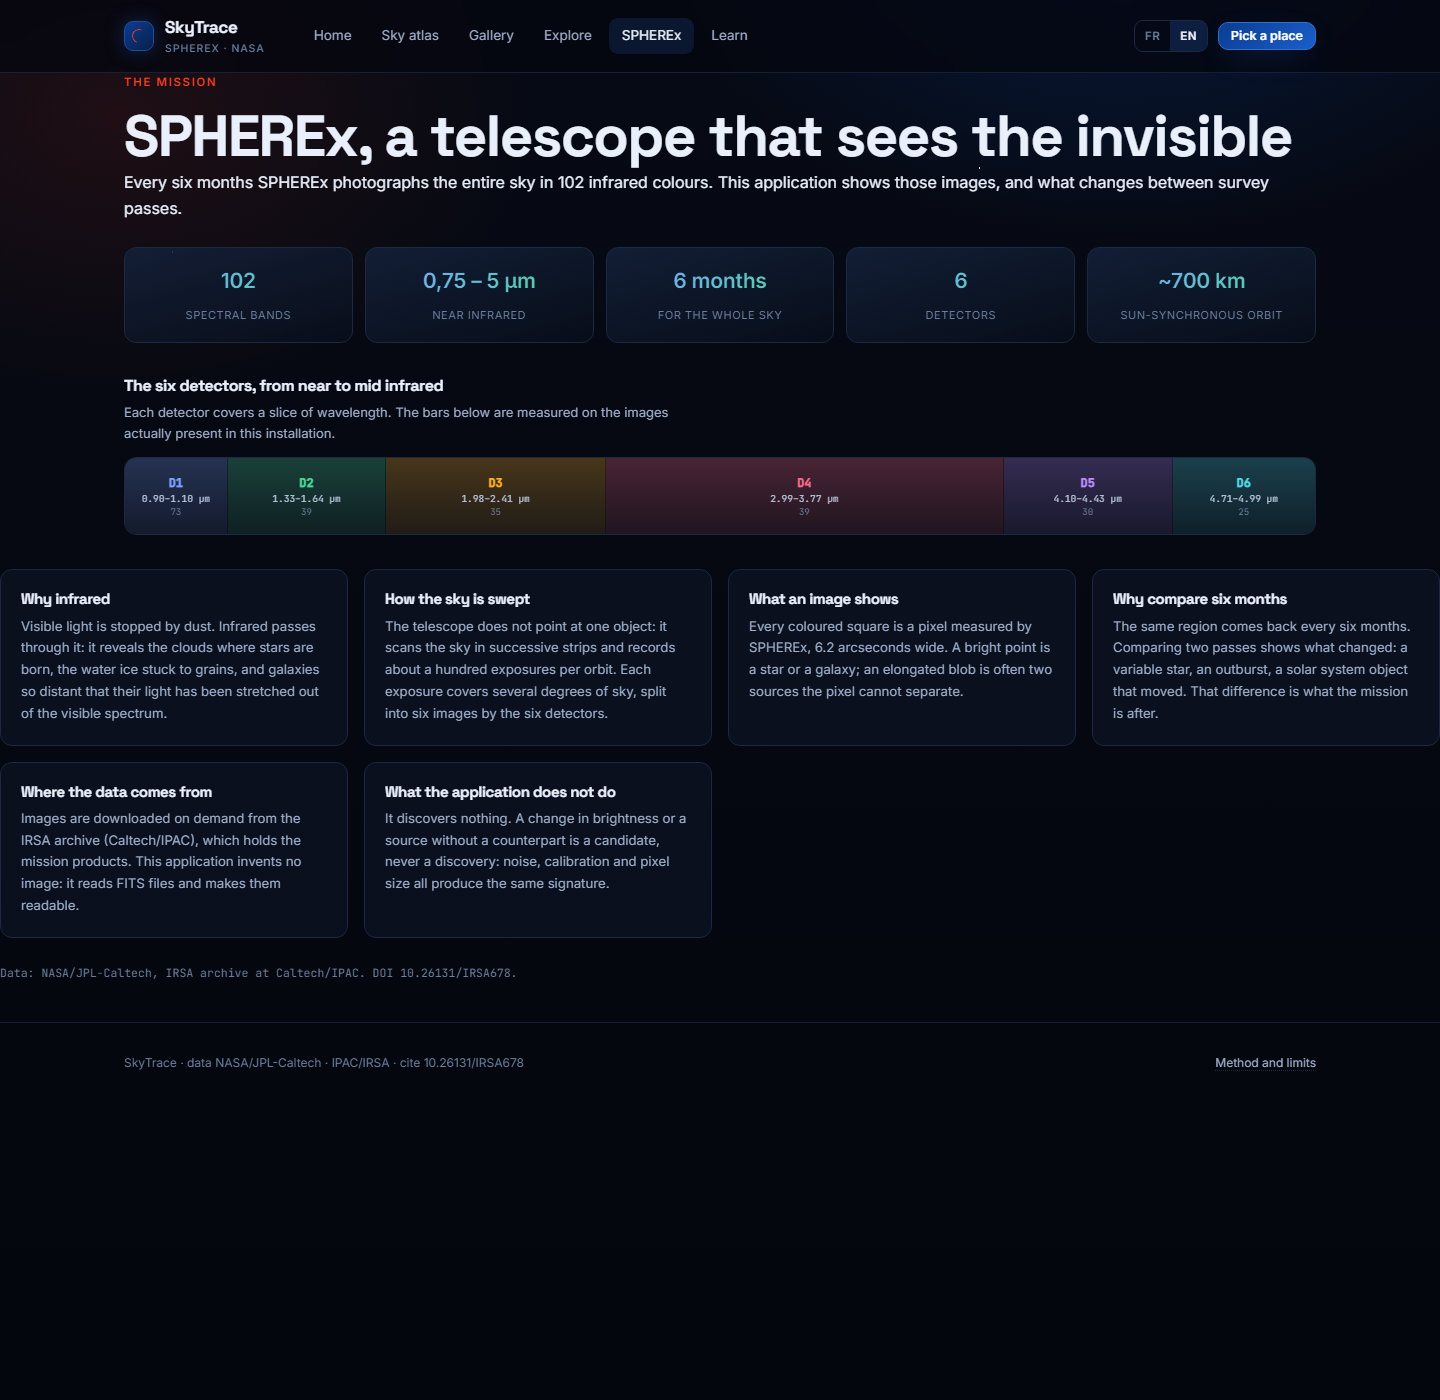 SkyTrace
SPHEREX · NASA
Home
Sky atlas
Gallery
Explore
SPHEREx
Learn
FR
EN
Pick a place
THE MISSION
SPHEREx, a telescope that sees the invisible
Every six months SPHEREx photographs the entire sky in 102 infrared colours. This application shows those images, and what changes between survey
passes.
102
SPECTRAL BANDS
0,75 – 5 µm
NEAR INFRARED
6 months
FOR THE WHOLE SKY
6
DETECTORS
~700 km
SUN-SYNCHRONOUS ORBIT
The six detectors, from near to mid infrared
Each detector covers a slice of wavelength. The bars below are measured on the images
actually present in this installation.
D1
0.90–1.10 µm
73
D2
1.33–1.64 µm
39
D3
1.98–2.41 µm
35
D4
2.99–3.77 µm
39
D5
4.10–4.43 µm
30
D6
4.71–4.99 µm
25
Why infrared
Visible light is stopped by dust. Infrared passes
through it: it reveals the clouds where stars are
born, the water ice stuck to grains, and galaxies
so distant that their light has been stretched out
of the visible spectrum.
How the sky is swept
The telescope does not point at one object: it
scans the sky in successive strips and records
about a hundred exposures per orbit. Each
exposure covers several degrees of sky, split
into six images by the six detectors.
What an image shows
Every coloured square is a pixel measured by
SPHEREx, 6.2 arcseconds wide. A bright point is
a star or a galaxy; an elongated blob is often two
sources the pixel cannot separate.
Why compare six months
The same region comes back every six months.
Comparing two passes shows what changed: a
variable star, an outburst, a solar system object
that moved. That difference is what the mission
is after.
Where the data comes from
Images are downloaded on demand from the
IRSA archive (Caltech/IPAC), which holds the
mission products. This application invents no
image: it reads FITS files and makes them
readable.
What the application does not do
It discovers nothing. A change in brightness or a
source without a counterpart is a candidate,
never a discovery: noise, calibration and pixel
size all produce the same signature.
Data: NASA/JPL-Caltech, IRSA archive at Caltech/IPAC. DOI 10.26131/IRSA678.
SkyTrace · data NASA/JPL-Caltech · IPAC/IRSA · cite 10.26131/IRSA678
Method and limits